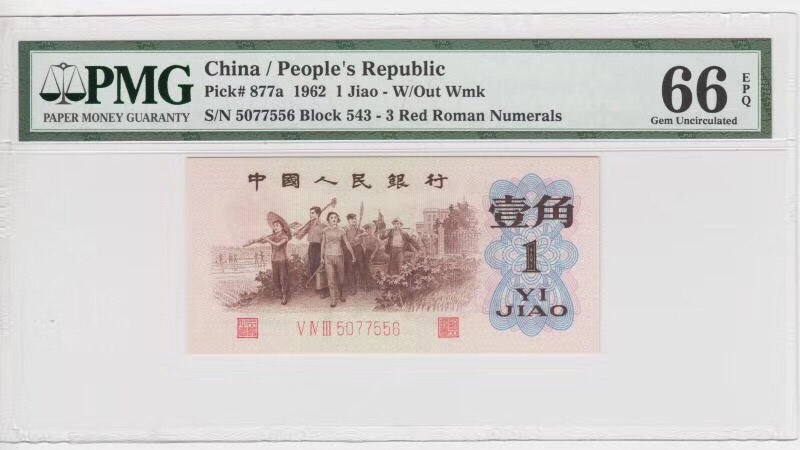 PMG
PAPER MONEY GUARANTY
China / People's Republic
Pick# 877a 1962 1 Jiao - W/Out Wmk
S/N 5077556 Block 543 - 3 Red Roman Numerals
66 EPQ
Gem Uncirculated
中國人民銀行
壹角
1
YI
JIAO
V IV III 5077556